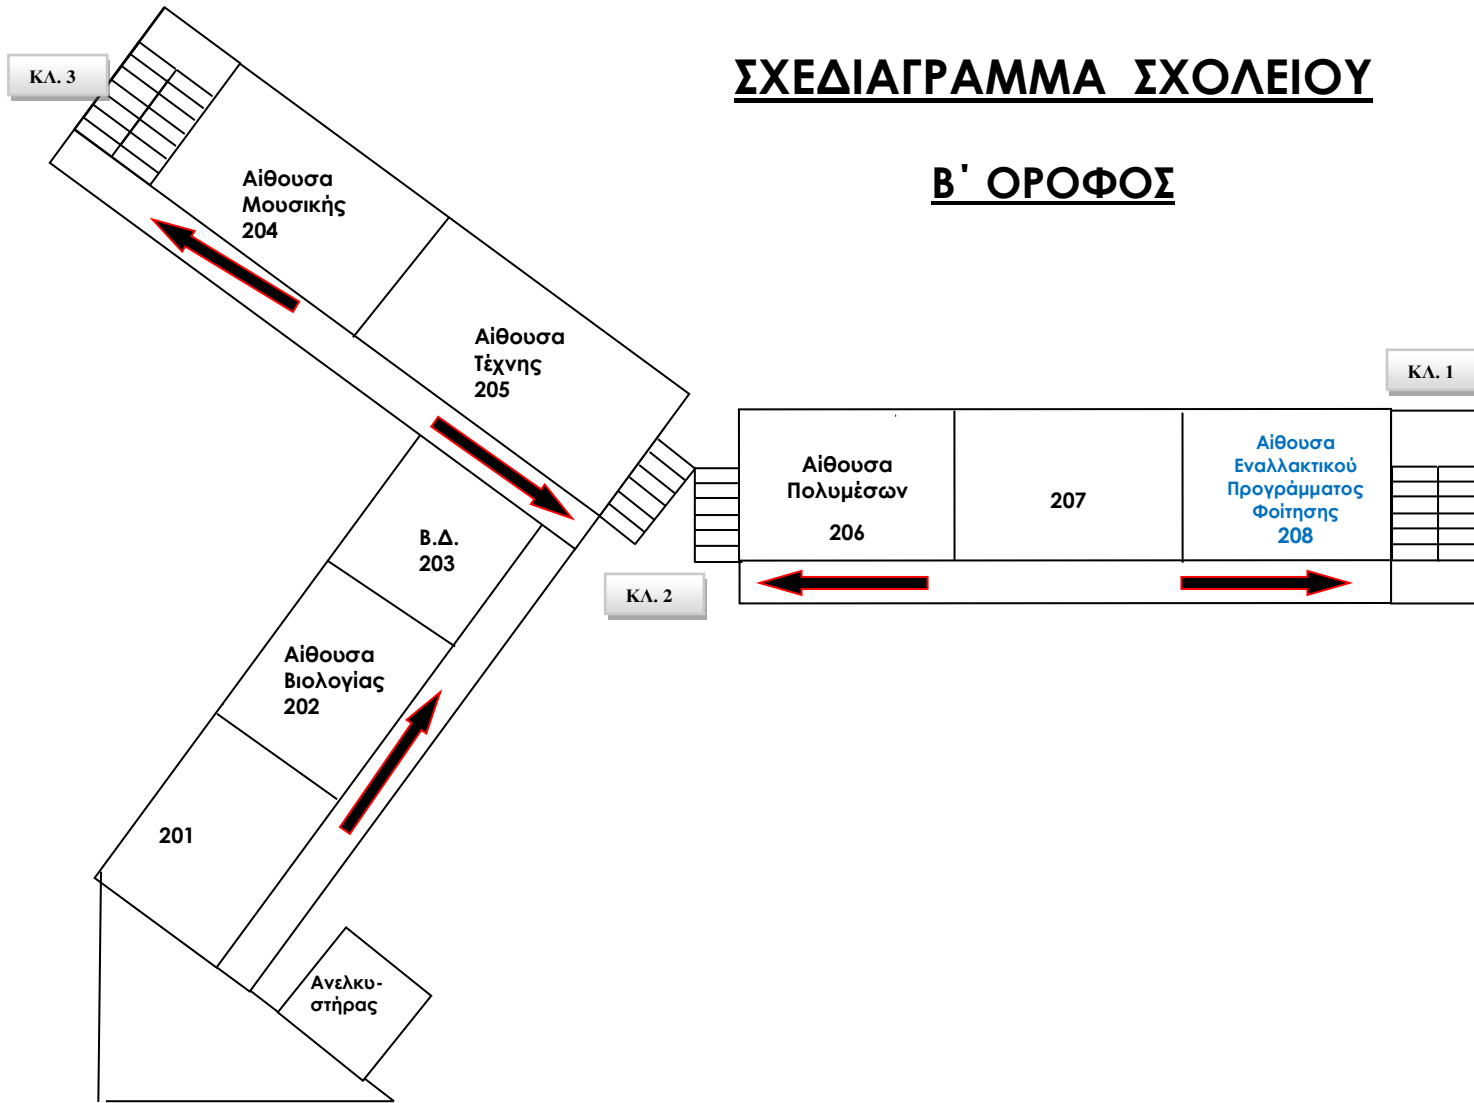 ΣΧΕΔΙΑΓΡΑΜΜΑ ΣΧΟΛΕΙΟΥ
Β΄ ΟΡΟΦΟΣ
ΚΛ. 3
Αίθουσα
Μουσικής
204
Αίθουσα
Τέχνης
205
ΚΛ. 1
Αίθουσα
Πολυμέσων
206
207
Αίθουσα
Εναλλακτικού
Προγράμματος
Φοίτησης
208
Β.Δ.
203
ΚΛ. 2
Αίθουσα
Βιολογίας
202
201
Ανελκυ-
στήρας